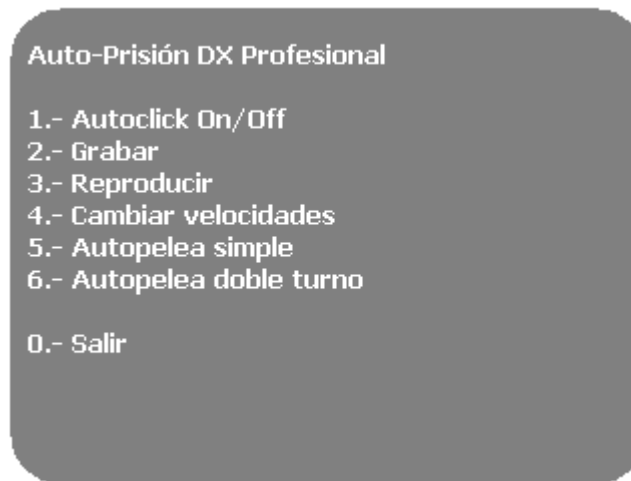 Auto-Prisión DX Profesional
1.- Autoclick On/Off
2.- Grabar
3.- Reproducir
4.- Cambiar velocidades
5.- Autopelea simple
6.- Autopelea doble turno
0.- Salir